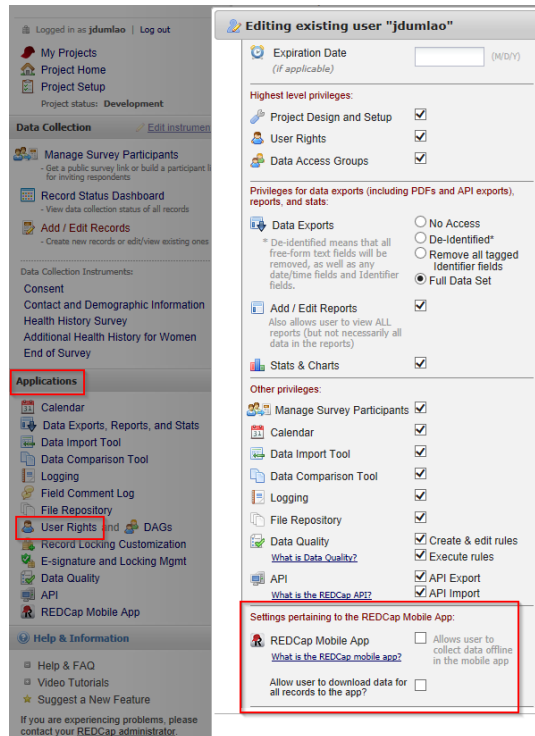 Logged in as jdumlao | Log out
My Projects
Project Home
Project Setup
Project status: Development
Data Collection
Edit instrumen
Manage Survey Participants
- Get a public survey link or build a participant li
for inviting respondents
Record Status Dashboard
- View data collection status of all records
Add / Edit Records
- Create new records or edit/view existing ones
Data Collection Instruments:
Consent
Contact and Demographic Information
Health History Survey
Additional Health History for Women
End of Survey
Applications
Calendar
Data Exports, Reports, and Stats
Data Import Tool
Data Comparison Tool
Logging
Field Comment Log
File Repository
User Rights and DAGs
Record Locking Customization
E-signature and Locking Mgmt
Data Quality
API
REDCap Mobile App
Help & Information
Help & FAQ
Video Tutorials
Suggest a New Feature
If you are experiencing problems, please
contact your REDCap administrator.
Editing existing user "jdumlao"
Expiration Date
(if applicable)
(M/D/Y)
Highest level privileges:
Project Design and Setup
User Rights
Data Access Groups
Privileges for data exports (including PDFs and API exports),
reports, and stats:
Data Exports
* De-identified means that all
free-form text fields will be
removed, as well as any
date/time fields and Identifier
fields.
No Access
De-Identified*
Remove all tagged
Identifier fields
Full Data Set
Add / Edit Reports
Also allows user to view ALL
reports (but not necessarily all
data in the reports)
Stats & Charts
Other privileges:
Manage Survey Participants
31 Calendar
Data Import Tool
Data Comparison Tool
Logging
File Repository
Data Quality
What is Data Quality?
Create & edit rules
Execute rules
API
What is the REDCap API?
API Export
API Import
Settings pertaining to the REDCap Mobile App:
REDCap Mobile App
What is the REDCap mobile app?
Allows user to
collect data offline
in the mobile app
Allow user to download data for
all records to the app?